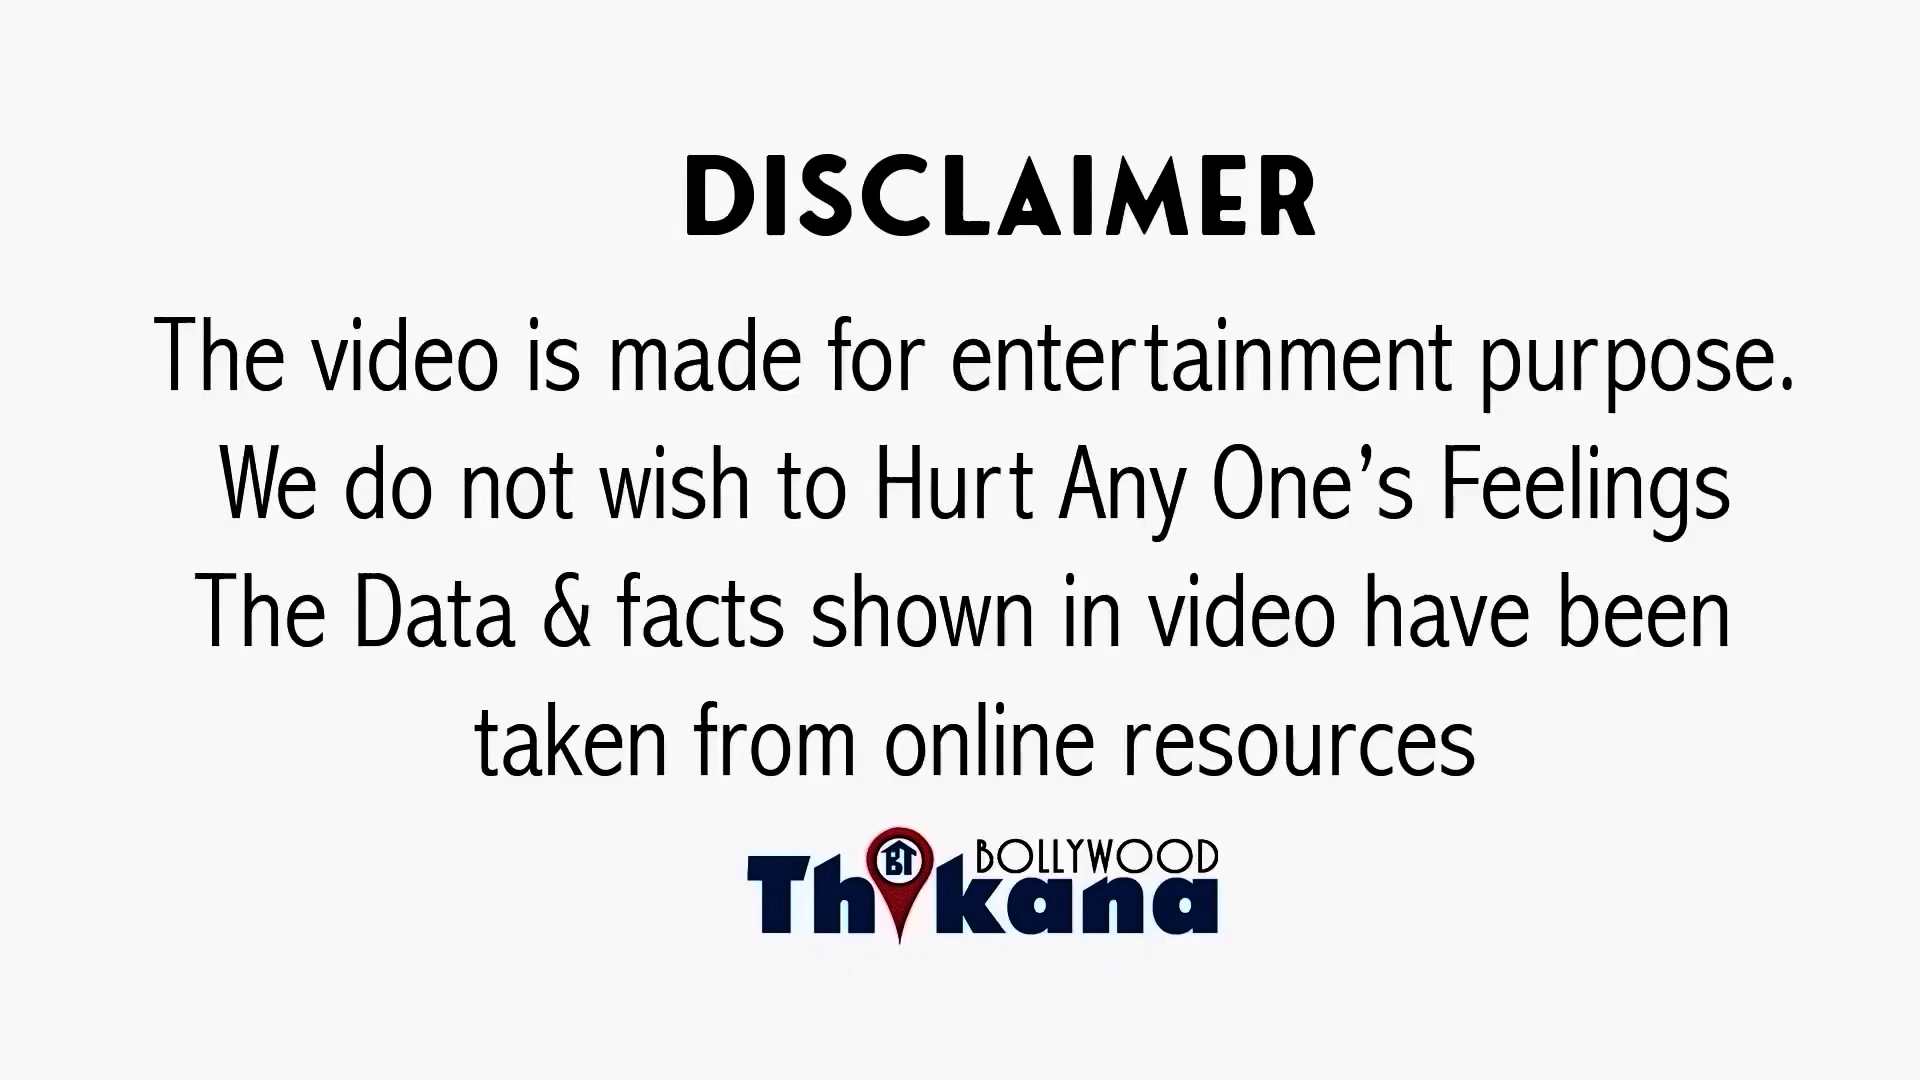 DISCLAIMER
The video is made for entertainment purpose.
We do not wish to Hurt Any One’s Feelings
The Data & facts shown in video have been
taken from online resources
BOLLYWOOD
BT
Thikana